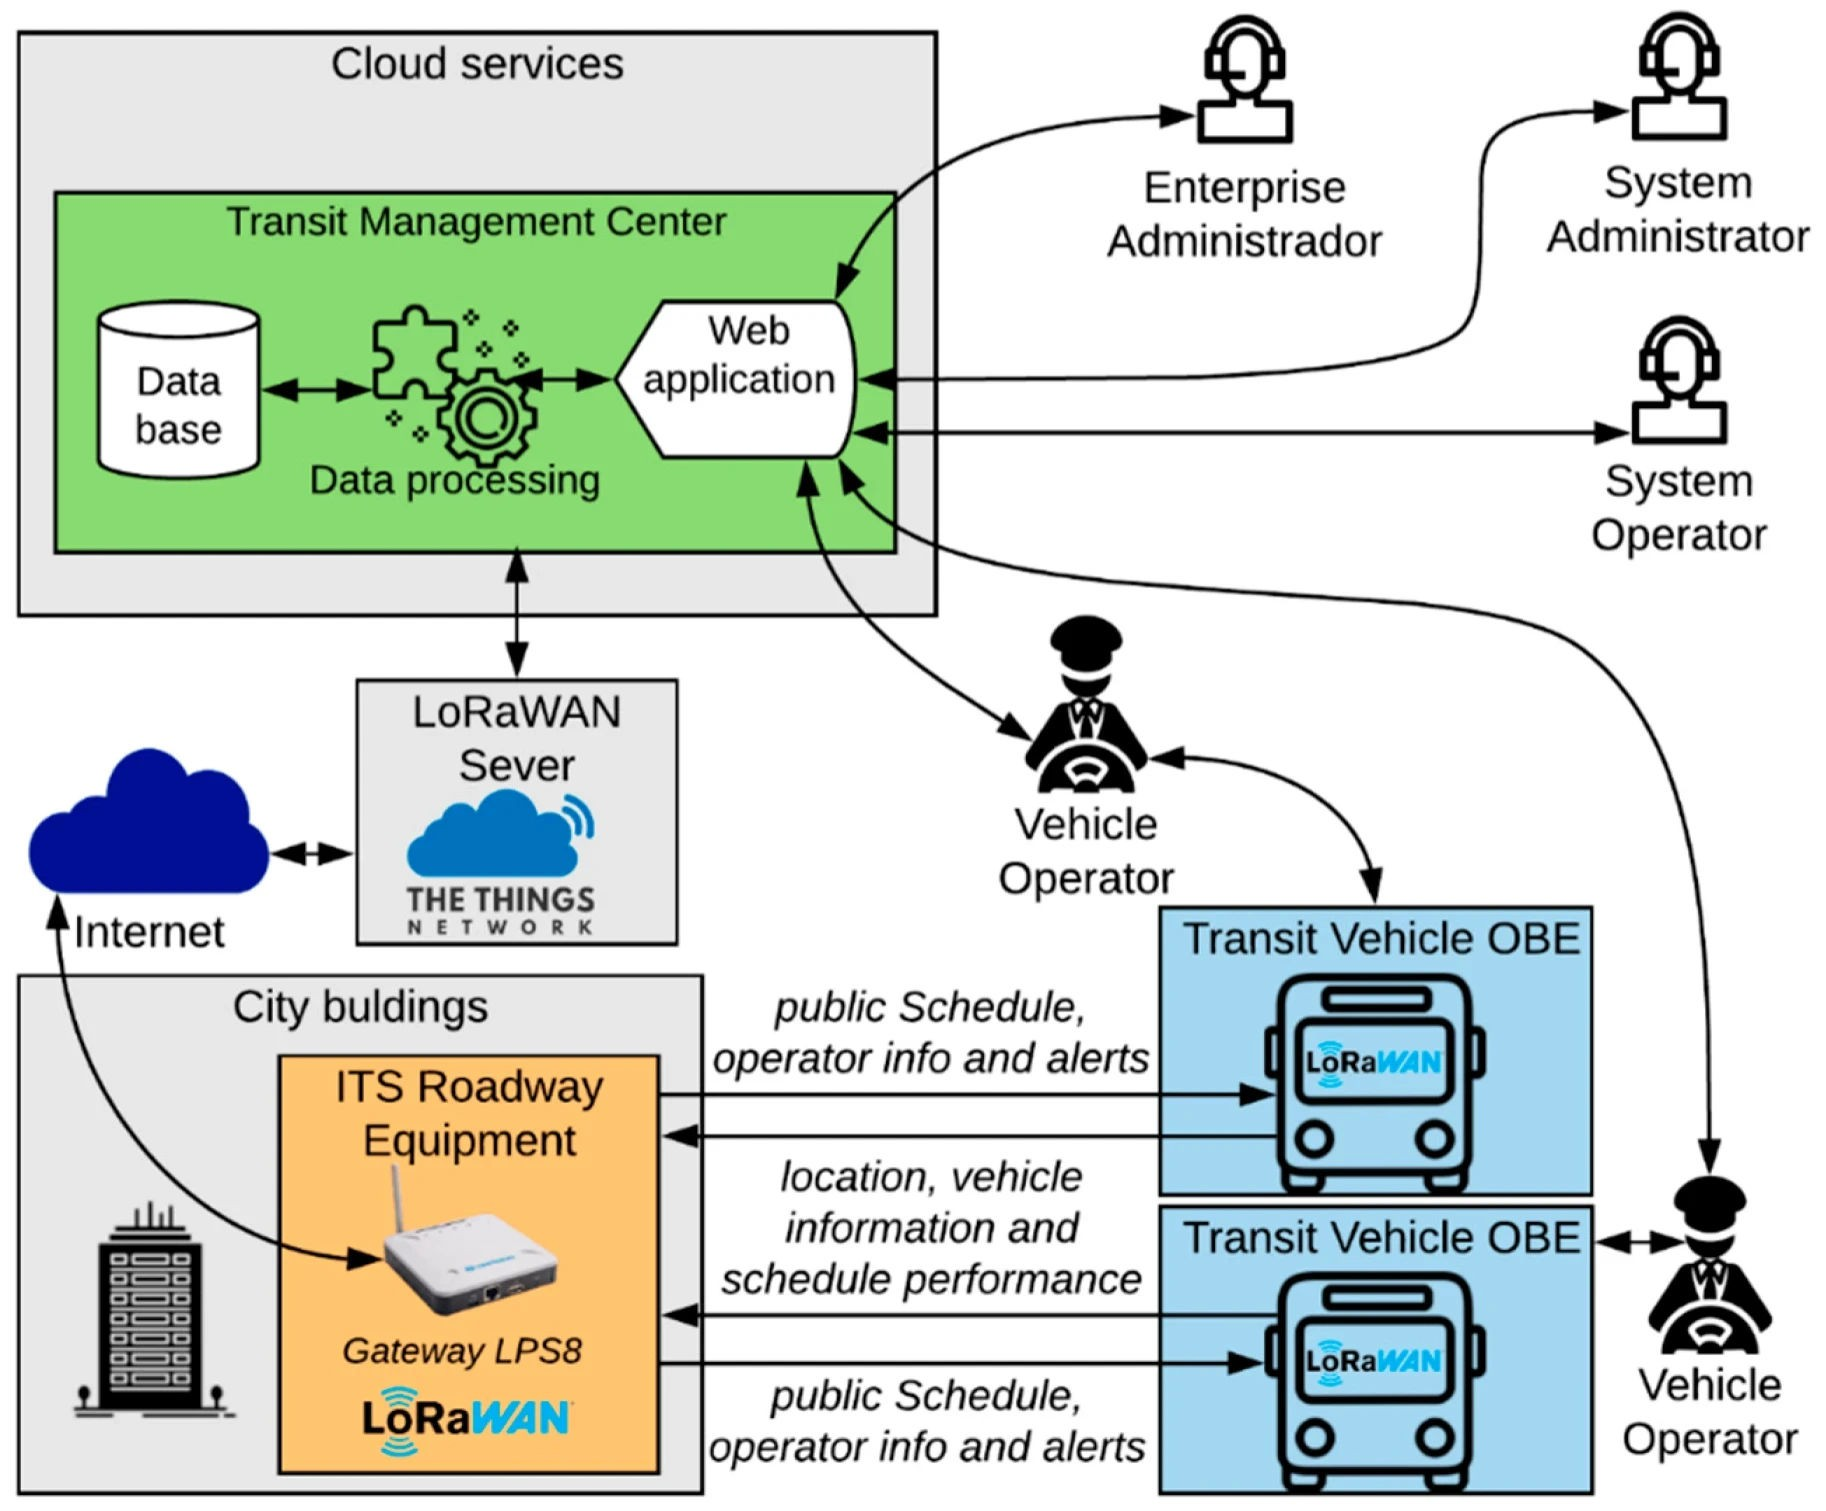 Cloud services
Transit Management Center
Data
base
Data processing
Web
application
Enterprise
Administrador
System
Administrator
System
Operator
LoRaWAN
Sever
THE THINGS
NETWORK
Internet
Vehicle
Operator
City buldings
ITS Roadway
Equipment
Gateway LPS8
LoRaWAN
public Schedule,
operator info and alerts
location, vehicle
information and
schedule performance
public Schedule,
operator info and alerts
Transit Vehicle OBE
LoRaWAN
Transit Vehicle OBE
LoRaWAN
Vehicle
Operator